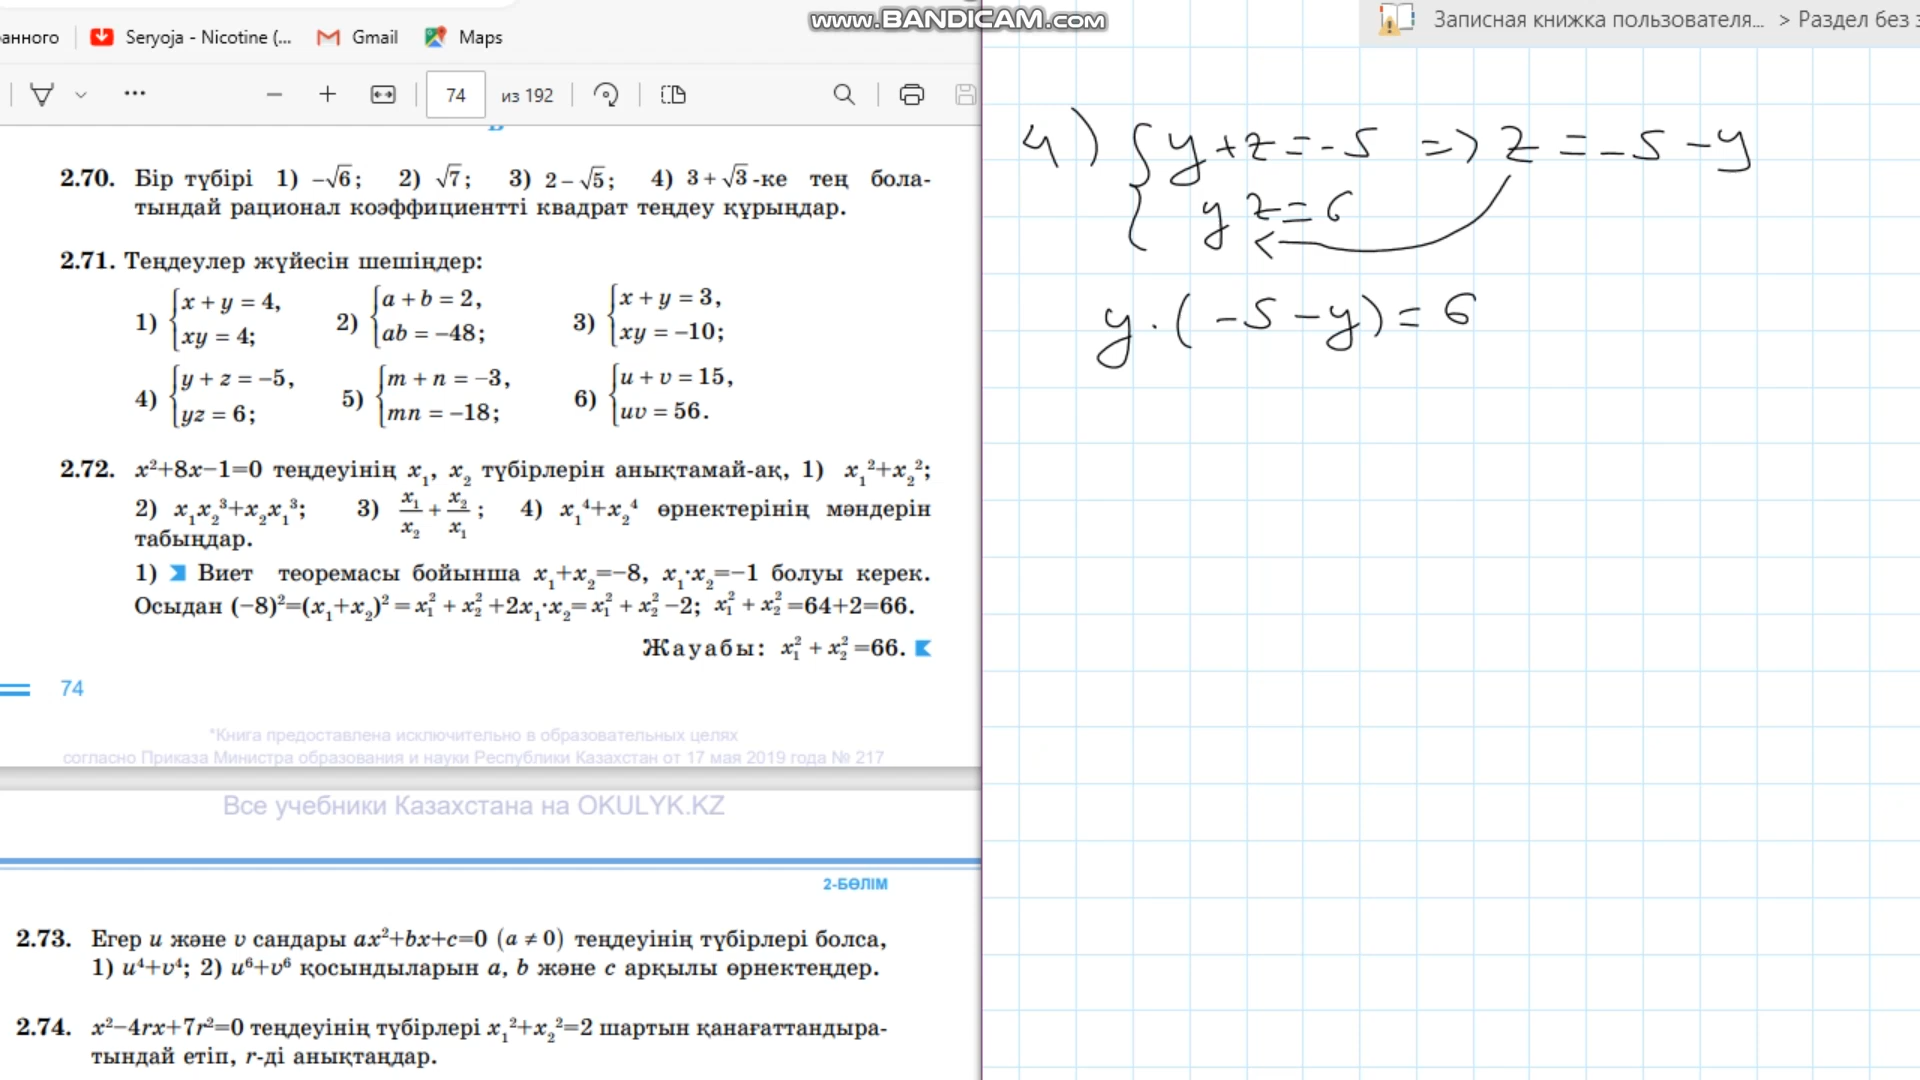 www.BANDICAM.com
анного
Seryoja - Nicotine (...
Gmail
Maps
Записная книжка пользователя... > Раздел без
74 из 192
2.70. Бір түбірі 1) −√6; 2) √7; 3) 2−√5; 4) 3+√3-ке тең бола-
тындай рационал коэффициентті квадрат теңдеу құрыңдар.
2.71. Теңдеулер жүйесін шешіңдер:
1) {x + y = 4, xy = 4; 2) {a + b = 2, ab = −48; 3) {x + y = 3, xy = −10;
4) {y + z = −5, yz = 6; 5) {m + n = −3, mn = −18; 6) {u + v = 15, uv = 56.
2.72. x²+8x−1=0 теңдеуінің x₁, x₂ түбірлерін анықтамай-ақ, 1) x₁²+x₂²;
2) x₁x₂³+x₂x₁³; 3) x₁/x₂ + x₂/x₁; 4) x₁⁴+x₂⁴ өрнектерінің мәндерін
табыңдар.
1) Виет теоремасы бойынша x₁+x₂=−8, x₁·x₂=−1 болуы керек.
Осыдан (−8)²=(x₁+x₂)² = x₁² + x₂² +2x₁·x₂= x₁² + x₂² −2; x₁² + x₂² =64+2=66.
Жауабы: x₁² + x₂² =66.
74
*Книга предоставлена исключительно в образовательных целях
согласно Приказа Министра образования и науки Республики Казахстан от 17 мая 2019 года № 217
Все учебники Казахстана на OKULYK.KZ
2-БӨЛІМ
2.73. Егер u және v сандары ax²+bx+c=0 (a ≠ 0) теңдеуінің түбірлері болса,
1) u⁴+v⁴; 2) u⁶+v⁶ қосындыларын a, b және c арқылы өрнектеңдер.
2.74. x²−4rx+7r²=0 теңдеуінің түбірлері x₁²+x₂²=2 шартын қанағаттандыра-
тындай етіп, r-ді анықтаңдар.
4) {y+z=-5 => z = -5 -y
yz=6
y·(-5-y)=6